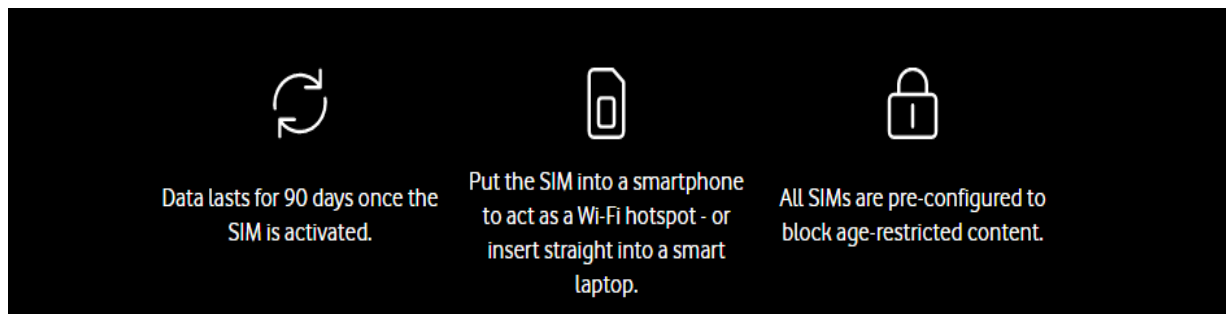 Data lasts for 90 days once the
SIM is activated.
Put the SIM into a smartphone
to act as a Wi-Fi hotspot - or
insert straight into a smart
laptop.
All SIMs are pre-configured to
block age-restricted content.